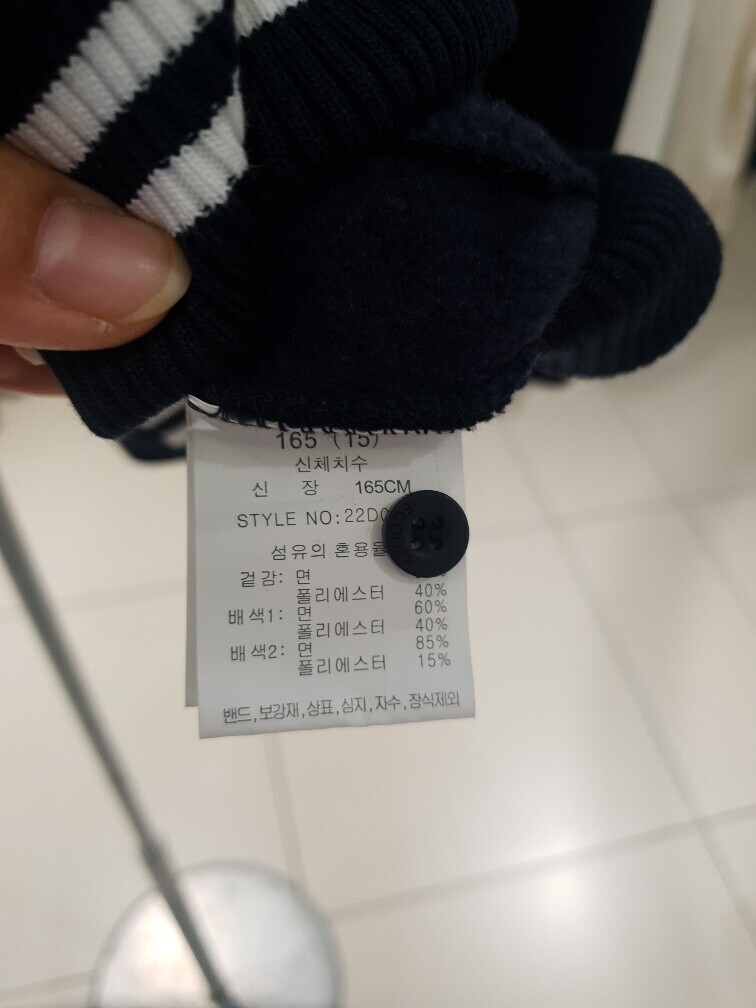 165 (15)
신체치수
신 장 165CM
STYLE NO:22D
섬유의 혼용율
겉감: 면
폴리에스터 40%
배색1: 면 60%
폴리에스터 40%
배색2: 면 85%
폴리에스터 15%
밴드,보강재,상표,심지,자수,장식제외